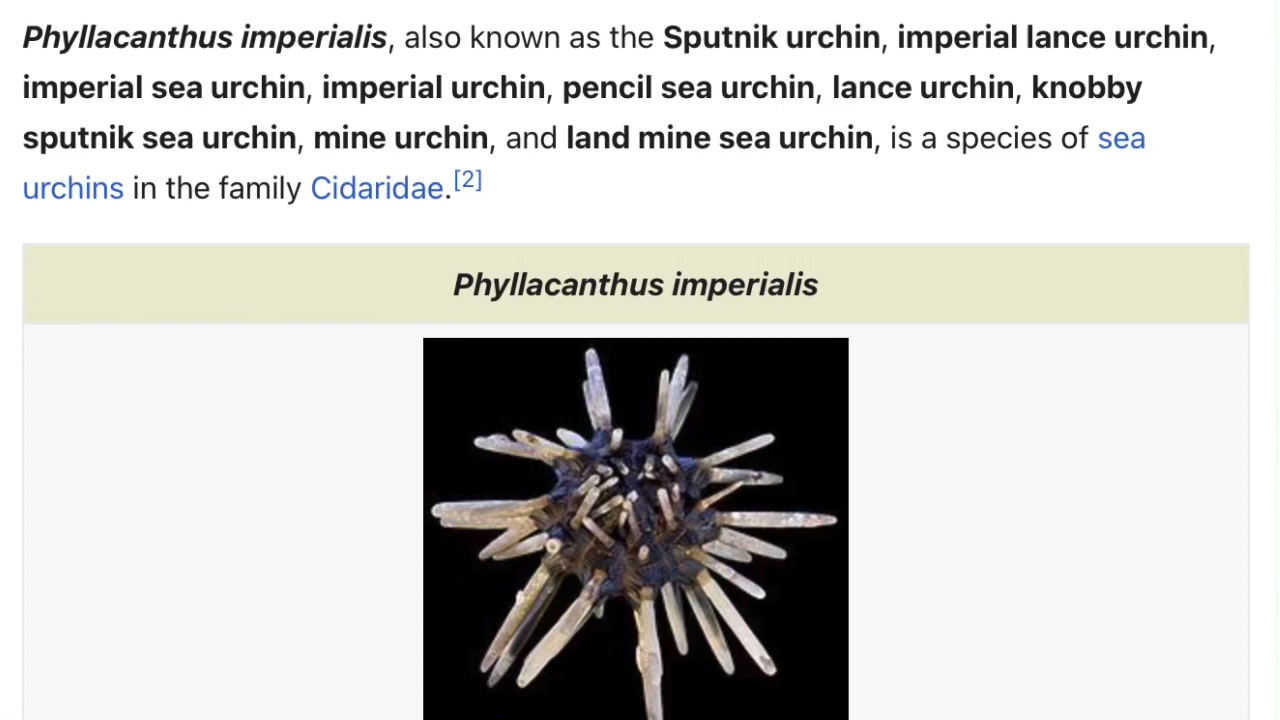 Phyllacanthus imperialis, also known as the Sputnik urchin, imperial lance urchin,
imperial sea urchin, imperial urchin, pencil sea urchin, lance urchin, knobby
sputnik sea urchin, mine urchin, and land mine sea urchin, is a species of sea
urchins in the family Cidaridae.[2]
Phyllacanthus imperialis